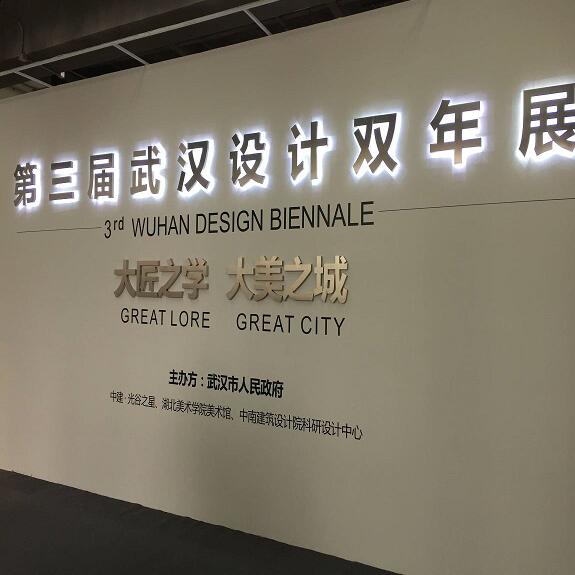 第三届武汉设计双年展
3rd WUHAN DESIGN BIENNALE
大匠之学 大美之城
GREAT LORE GREAT CITY
主办方：武汉市人民政府
中建·光谷之星、湖北美术学院美术馆、中南建筑设计院科研设计中心